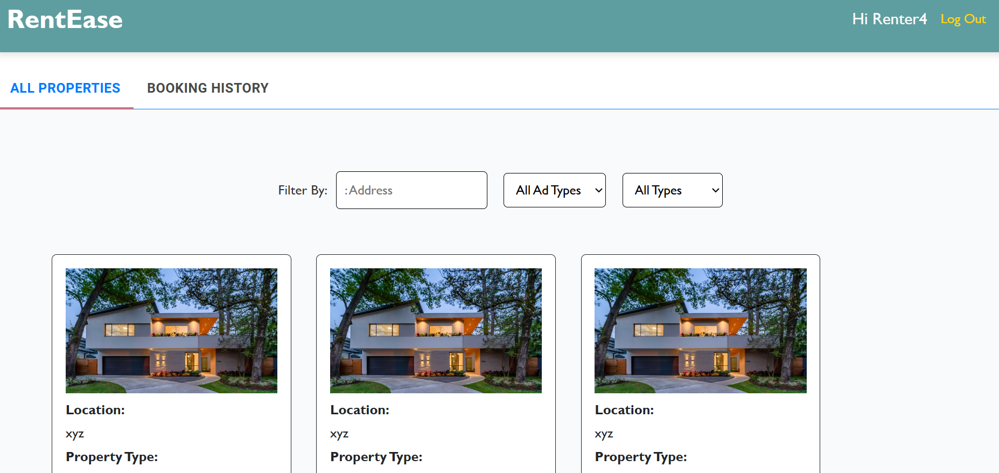 RentEase
Hi Renter4 Log Out
ALL PROPERTIES BOOKING HISTORY
Filter By: : Address All Ad Types All Types
Location: Location: Location:
xyz xyz xyz
Property Type: Property Type: Property Type: